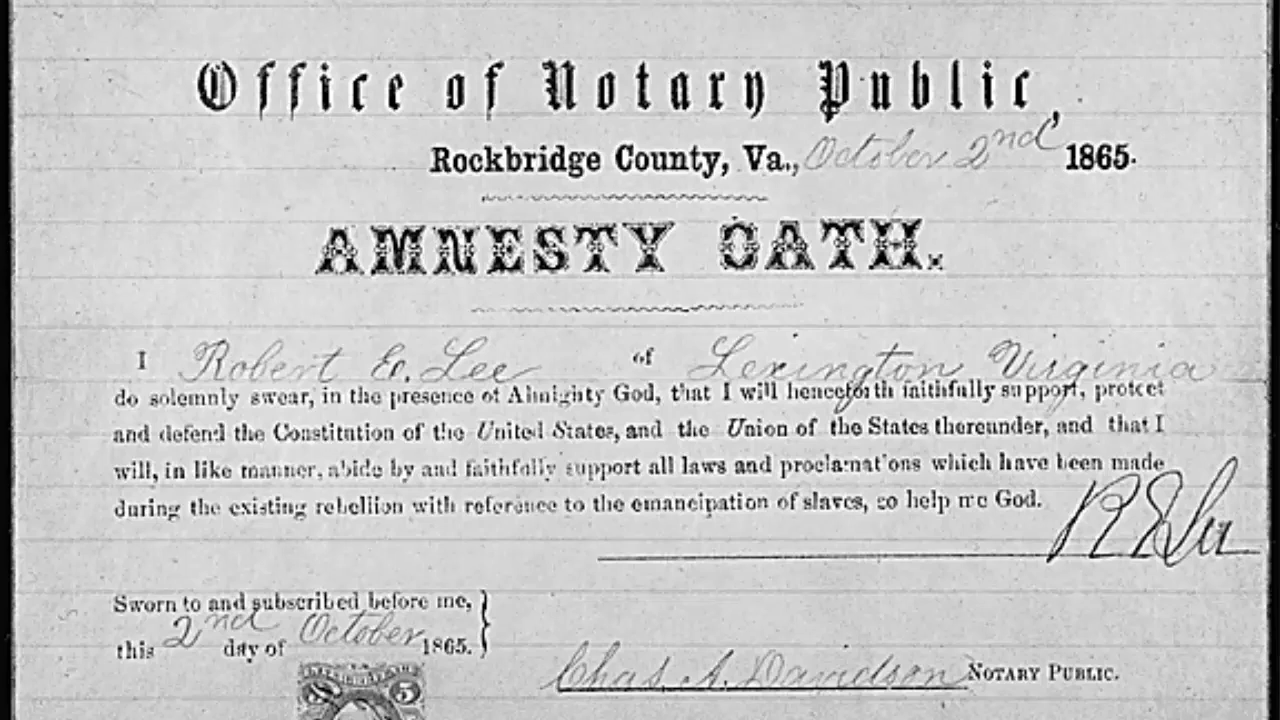 Office of Notary Public,
Rockbridge County, Va., October 2nd 1865.
AMNESTY OATH.
I Robert E. Lee of Lexington Virginia
do solemnly swear, in the presence of Almighty God, that I will henceforth faithfully support, protect
and defend the Constitution of the United States, and the Union of the States thereunder, and that I
will, in like manner, abide by and faithfully support all laws and proclamations which have been made
during the existing rebellion with reference to the emancipation of slaves, so help me God.
R E Lee
Sworn to and subscribed before me,
this 2nd day of October 1865.
Chas. A. Davidson NOTARY PUBLIC.
5